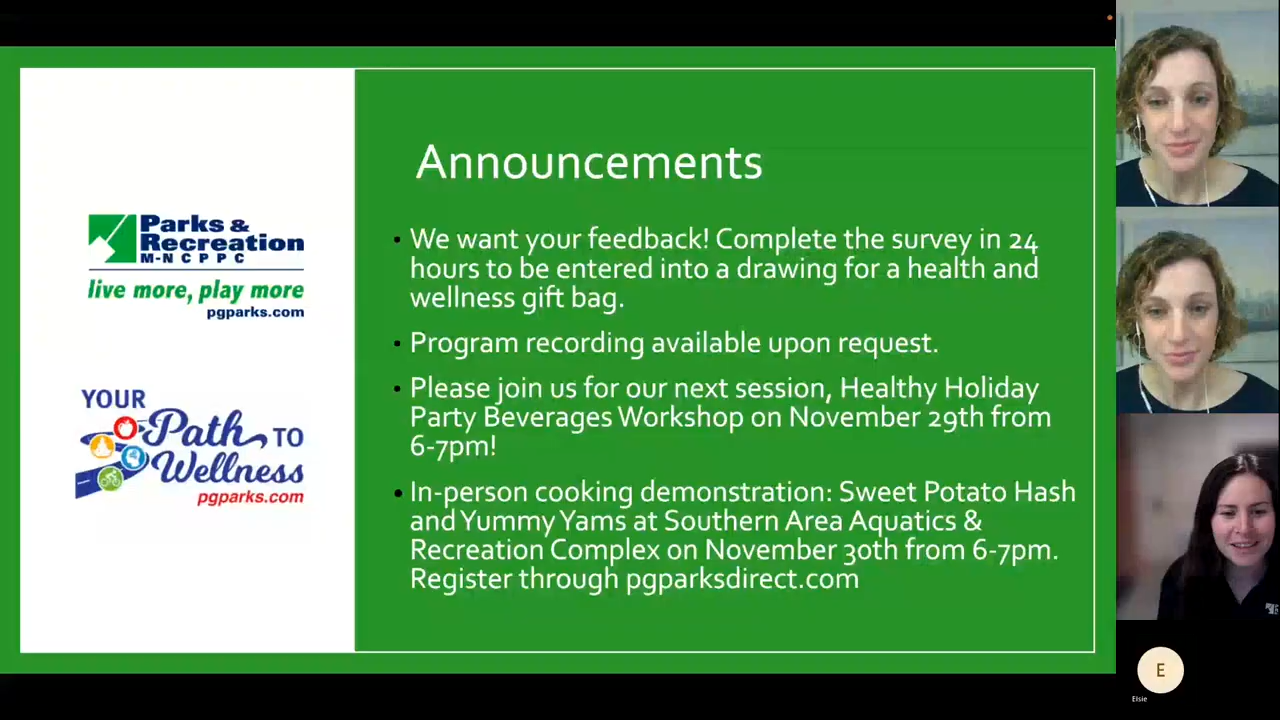 Parks &
Recreation
M-NCPPC
live more, play more
pgparks.com
YOUR
Path TO
Wellness
pgparks.com
Announcements
• We want your feedback! Complete the survey in 24
hours to be entered into a drawing for a health and
wellness gift bag.
• Program recording available upon request.
• Please join us for our next session, Healthy Holiday
Party Beverages Workshop on November 29th from
6-7pm!
• In-person cooking demonstration: Sweet Potato Hash
and Yummy Yams at Southern Area Aquatics &
Recreation Complex on November 30th from 6-7pm.
Register through pgparksdirect.com
E
Elsie